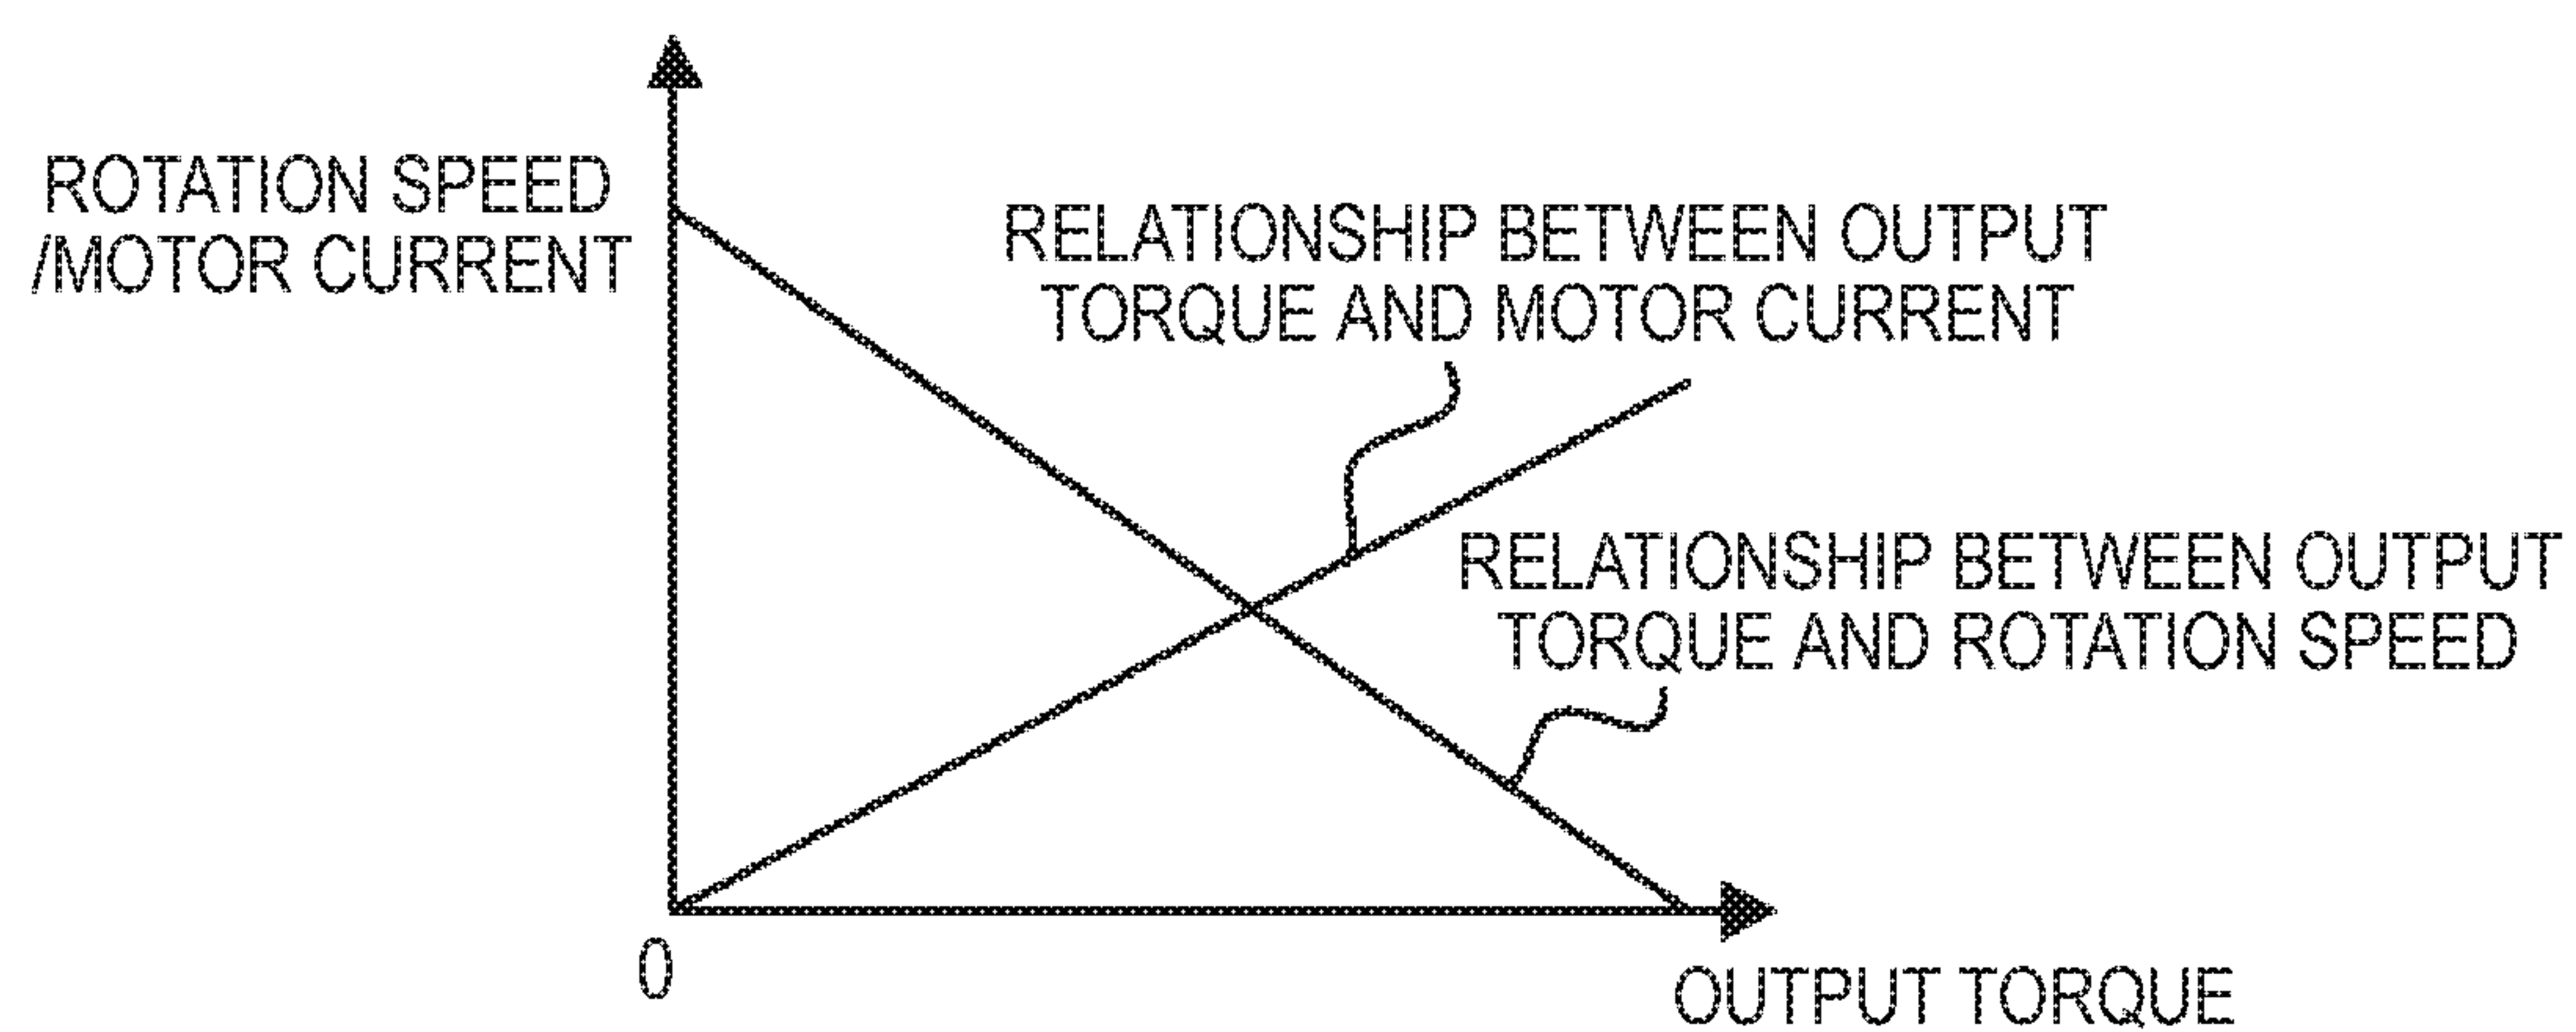 ROTATION SPEED
/MOTOR CURRENT
RELATIONSHIP BETWEEN OUTPUT
TORQUE AND MOTOR CURRENT
RELATIONSHIP BETWEEN OUTPUT
TORQUE AND ROTATION SPEED
0
OUTPUT TORQUE